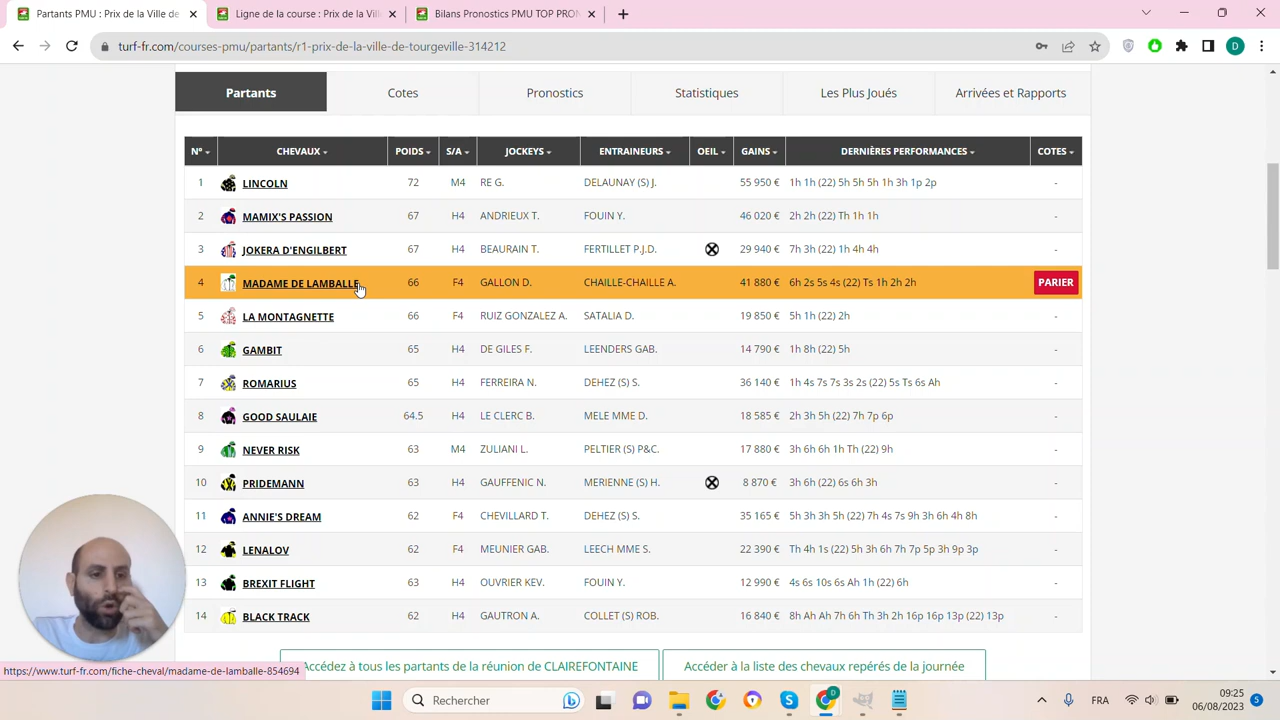 Partants PMU : Prix de la Ville de
Ligne de la course : Prix de la Vill
Bilans Pronostics PMU TOP PRON
turf-fr.com/courses-pmu/partants/r1-prix-de-la-ville-de-tourgeville-314212
D
Partants Cotes Pronostics Statistiques Les Plus Joués Arrivées et Rapports
N° CHEVAUX POIDS S/A JOCKEYS ENTRAINEURS OEIL GAINS DERNIÈRES PERFORMANCES COTES
1 LINCOLN 72 M4 RE G. DELAUNAY (S) J. 55 950 € 1h 1h (22) 5h 5h 5h 1h 3h 1p 2p -
2 MAMIX'S PASSION 67 H4 ANDRIEUX T. FOUIN Y. 46 020 € 2h 2h (22) Th 1h 1h -
3 JOKERA D'ENGILBERT 67 H4 BEAURAIN T. FERTILLET P.J.D. 29 940 € 7h 3h (22) 1h 4h 4h -
4 MADAME DE LAMBALLE 66 F4 GALLON D. CHAILLE-CHAILLE A. 41 880 € 6h 2s 5s 4s (22) Ts 1h 2h 2h PARIER
5 LA MONTAGNETTE 66 F4 RUIZ GONZALEZ A. SATALIA D. 19 850 € 5h 1h (22) 2h -
6 GAMBIT 65 H4 DE GILES F. LEENDERS GAB. 14 790 € 1h 8h (22) 5h -
7 ROMARIUS 65 H4 FERREIRA N. DEHEZ (S) S. 36 140 € 1h 4s 7s 7s 3s 2s (22) 5s Ts 6s Ah -
8 GOOD SAULAIE 64.5 H4 LE CLERC B. MELE MME D. 18 585 € 2h 3h 5h (22) 7h 7p 6p -
9 NEVER RISK 63 M4 ZULIANI L. PELTIER (S) P&C. 17 880 € 3h 6h 6h 1h Th (22) 9h -
10 PRIDEMANN 63 H4 GAUFFENIC N. MERIENNE (S) H. 8 870 € 3h 6h (22) 6s 6h 3h -
11 ANNIE'S DREAM 62 F4 CHEVILLARD T. DEHEZ (S) S. 35 165 € 5h 3h 3h 5h (22) 7h 4s 7s 9h 3h 6h 4h 8h -
12 LENALOV 62 F4 MEUNIER GAB. LEECH MME S. 22 390 € Th 4h 1s (22) 5h 3h 6h 7h 7p 5p 3h 9p 3p -
13 BREXIT FLIGHT 63 H4 OUVRIER KEV. FOUIN Y. 12 990 € 4s 6s 10s 6s Ah 1h (22) 6h -
14 BLACK TRACK 62 H4 GAUTRON A. COLLET (S) ROB. 16 840 € 8h Ah Ah 7h 6h Th 3h 2h 16p 16p 13p (22) 13p -
Accédez à tous les partants de la réunion de CLAIREFONTAINE
Accéder à la liste des chevaux repérés de la journée
https://www.turf-fr.com/fiche-cheval/madame-de-lamballe-854694
Rechercher
FRA
09:25
06/08/2023
5